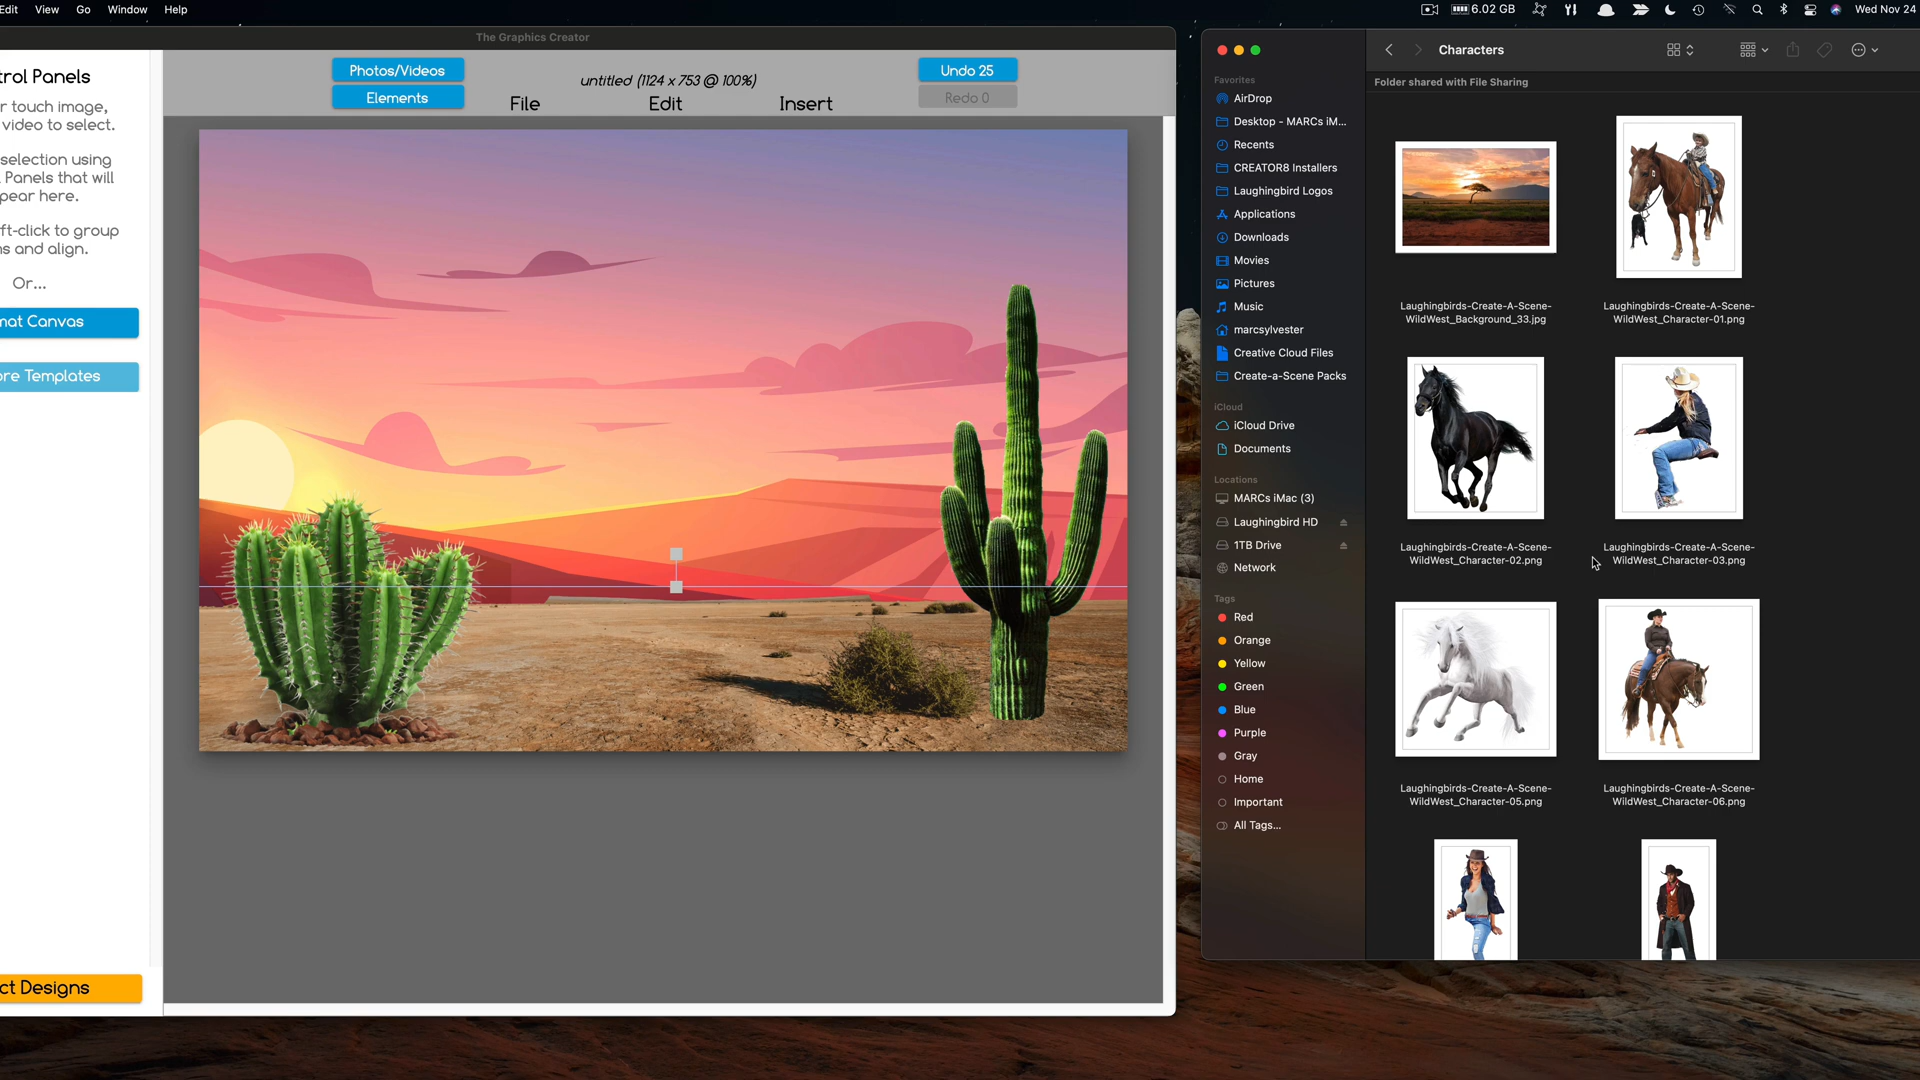 Edit View Go Window Help
6.02 GB Wed Nov 24
The Graphics Creator
trol Panels
r touch image,
video to select.
selection using
Panels that will
pear here.
ft-click to group
ns and align.
Or...
mat Canvas
ore Templates
ct Designs
Photos/Videos
Elements
untitled (1124 x 753 @ 100%)
File Edit Insert
Undo 25
Redo 0
Favorites
AirDrop
Desktop - MARCs iM...
Recents
CREATOR8 Installers
Laughingbird Logos
Applications
Downloads
Movies
Pictures
Music
marcsylvester
Creative Cloud Files
Create-a-Scene Packs
iCloud
iCloud Drive
Documents
Locations
MARCs iMac (3)
Laughingbird HD
1TB Drive
Network
Tags
Red
Orange
Yellow
Green
Blue
Purple
Gray
Home
Important
All Tags...
Characters
Folder shared with File Sharing
Laughingbirds-Create-A-Scene-
WildWest_Background_33.jpg
Laughingbirds-Create-A-Scene-
WildWest_Character-01.png
Laughingbirds-Create-A-Scene-
WildWest_Character-02.png
Laughingbirds-Create-A-Scene-
WildWest_Character-03.png
Laughingbirds-Create-A-Scene-
WildWest_Character-05.png
Laughingbirds-Create-A-Scene-
WildWest_Character-06.png